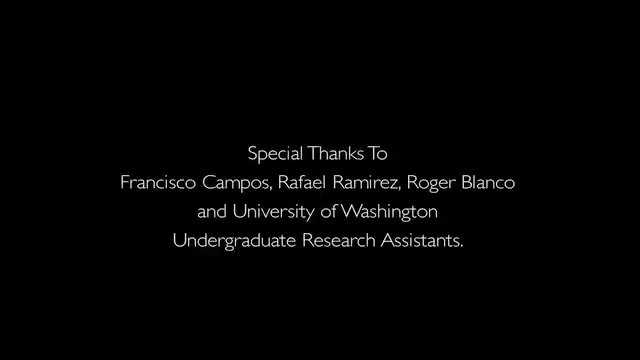 Special Thanks To
Francisco Campos, Rafael Ramirez, Roger Blanco
and University of Washington
Undergraduate Research Assistants.